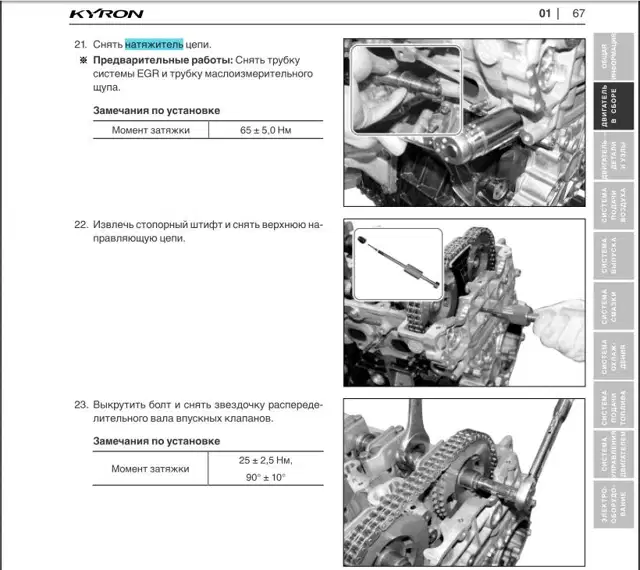 KYRON
01 | 67
21. Снять натяжитель цепи.
※ Предварительные работы: Снять трубку
системы EGR и трубку маслоизмерительного
щупа.
Замечания по установке
Момент затяжки 65 ± 5,0 Нм
22. Извлечь стопорный штифт и снять верхнюю на-
правляющую цепи.
23. Выкрутить болт и снять звездочку распреде-
лительного вала впускных клапанов.
Замечания по установке
Момент затяжки 25 ± 2,5 Нм,
90° ± 10°
ОБЩАЯ
ИНФОРМАЦИЯ
ДВИГАТЕЛЬ
В СБОРЕ
ДВИГАТЕЛЬ
ДЕТАЛИ
И УЗЛЫ
СИСТЕМА
ПОДАЧИ
ВОЗДУХА
СИСТЕМА
ВЫПУСКА
СИСТЕМА
СМАЗКИ
СИСТЕМА
ОХЛАЖ-
ДЕНИЯ
СИСТЕМА
ПОДАЧИ
ТОПЛИВА
СИСТЕМА
УПРАВЛЕНИЯ
ДВИГАТЕЛЕМ
ЭЛЕКТРО-
ОБОРУДО-
ВАНИЕ